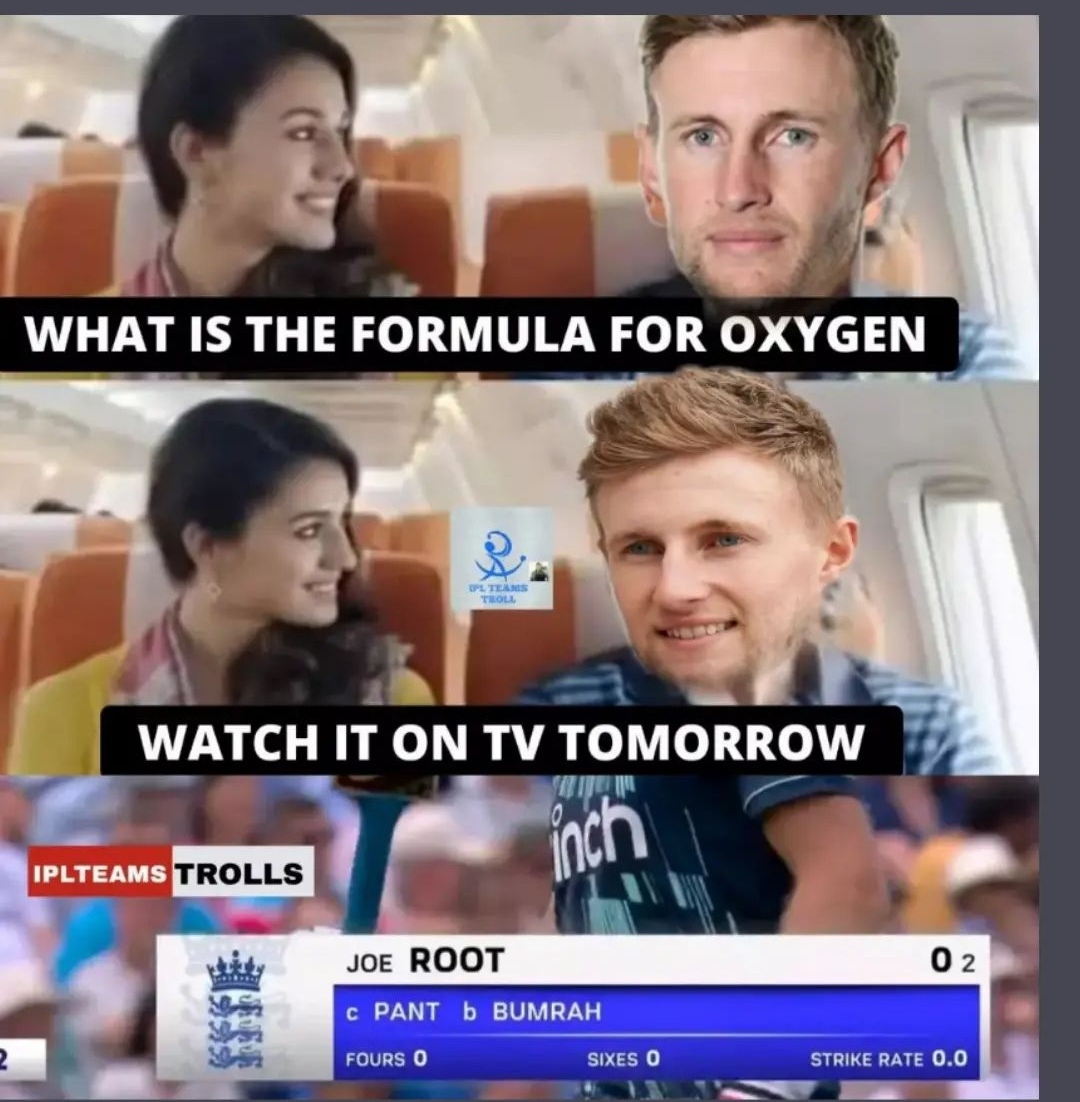 WHAT IS THE FORMULA FOR OXYGEN
IPL TEAMS
TROLL
WATCH IT ON TV TOMORROW
inch
IPLTEAMS TROLLS
JOE ROOT 0 2
c PANT b BUMRAH
2
FOURS 0 SIXES 0 STRIKE RATE 0.0